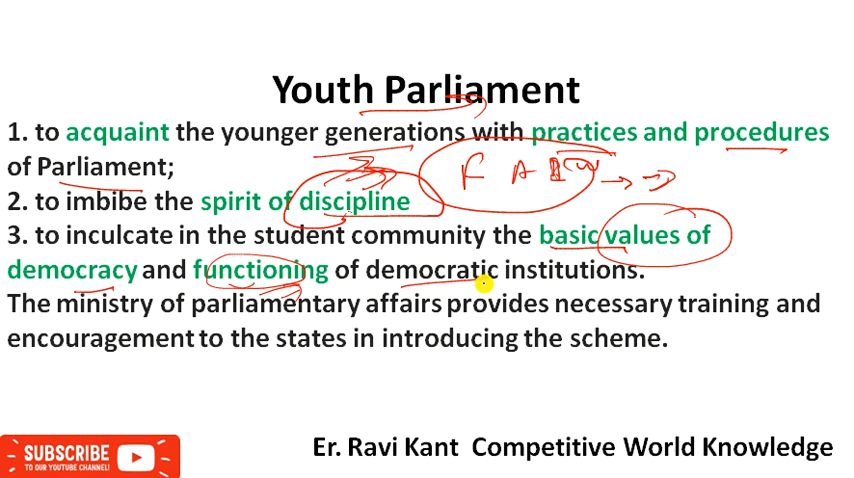 Youth Parliament
1. to acquaint the younger generations with practices and procedures
of Parliament;
2. to imbibe the spirit of discipline
3. to inculcate in the student community the basic values of
democracy and functioning of democratic institutions.
The ministry of parliamentary affairs provides necessary training and
encouragement to the states in introducing the scheme.
SUBSCRIBE
TO OUR YOUTUBE CHANNEL!
Er. Ravi Kant Competitive World Knowledge